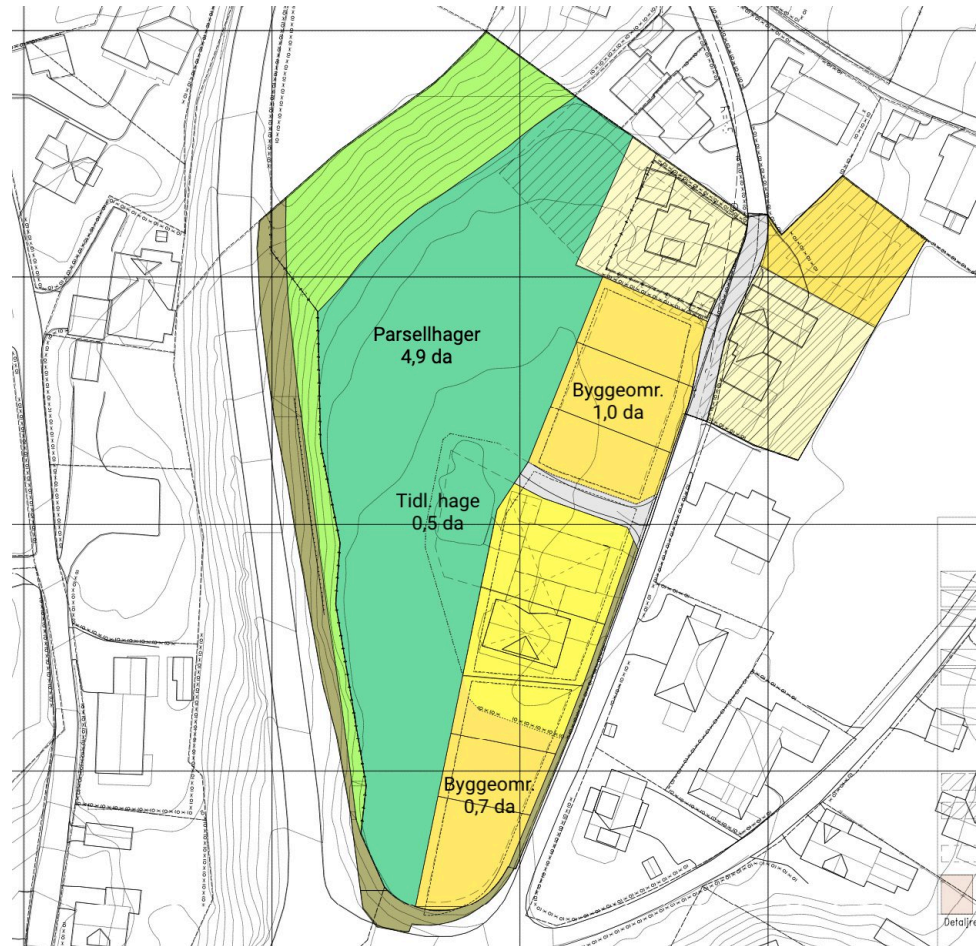 Parsellhager
4,9 da
Byggeomr.
1,0 da
Tidl. hage
0,5 da
Byggeomr.
0,7 da